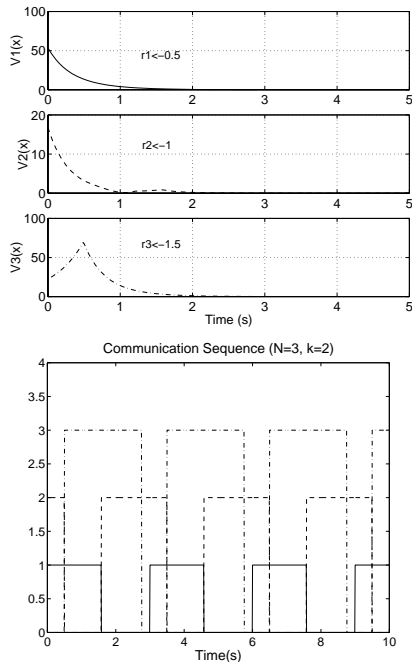 100
50
0
V1(x)
r1<-0.5
0 1 2 3 4 5
20
10
0
V2(x)
r2<-1
0 1 2 3 4 5
100
50
0
V3(x)
r3<-1.5
0 1 2 3 4 5
Time (s)
Communication Sequence (N=3, k=2)
4
3.5
3
2.5
2
1.5
1
0.5
0
0 2 4 6 8 10
Time(s)